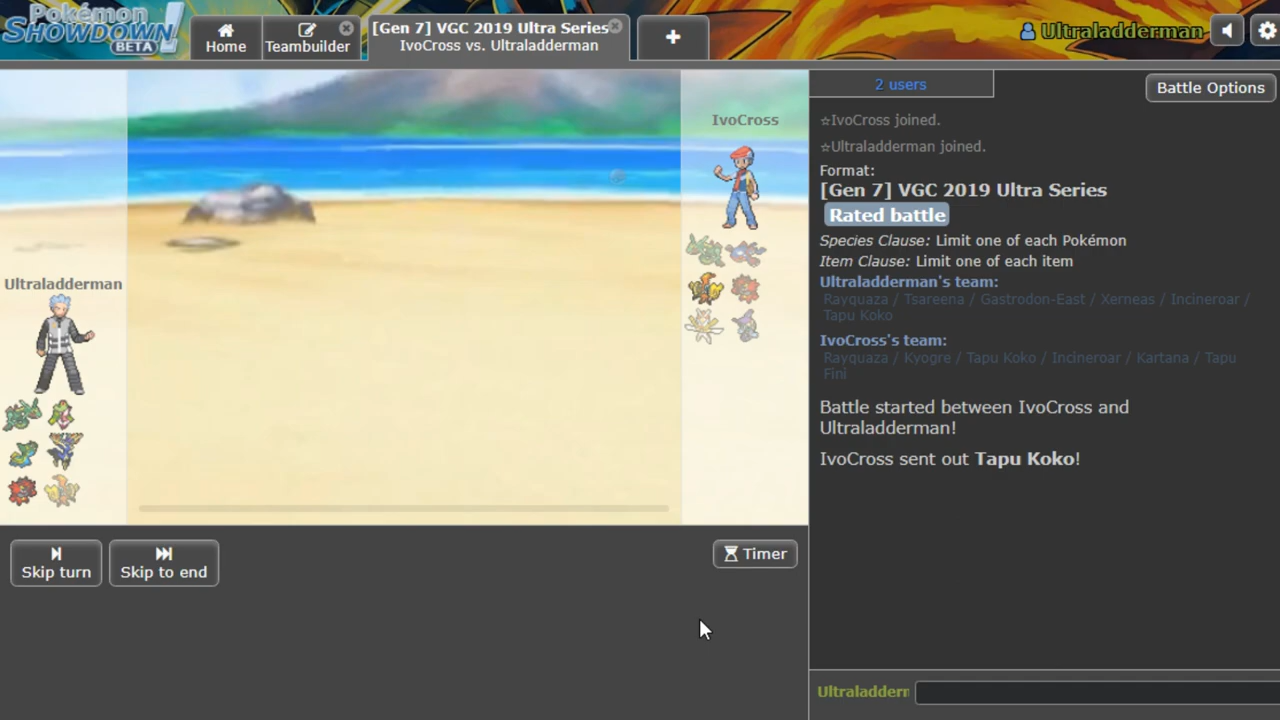 Pokémon
SHOWDOWN!
BETA
Home
Teambuilder
[Gen 7] VGC 2019 Ultra Series
IvoCross vs. Ultraladderman
+
Ultraladderman
2 users
Battle Options
☆IvoCross joined.
☆Ultraladderman joined.
Format:
[Gen 7] VGC 2019 Ultra Series
Rated battle
Species Clause: Limit one of each Pokémon
Item Clause: Limit one of each item
Ultraladderman's team:
Rayquaza / Tsareena / Gastrodon-East / Xerneas / Incineroar /
Tapu Koko
IvoCross's team:
Rayquaza / Kyogre / Tapu Koko / Incineroar / Kartana / Tapu
Fini
Battle started between IvoCross and
Ultraladderman!
IvoCross sent out Tapu Koko!
IvoCross
Ultraladderman
Skip turn
Skip to end
Timer
Ultraladderr